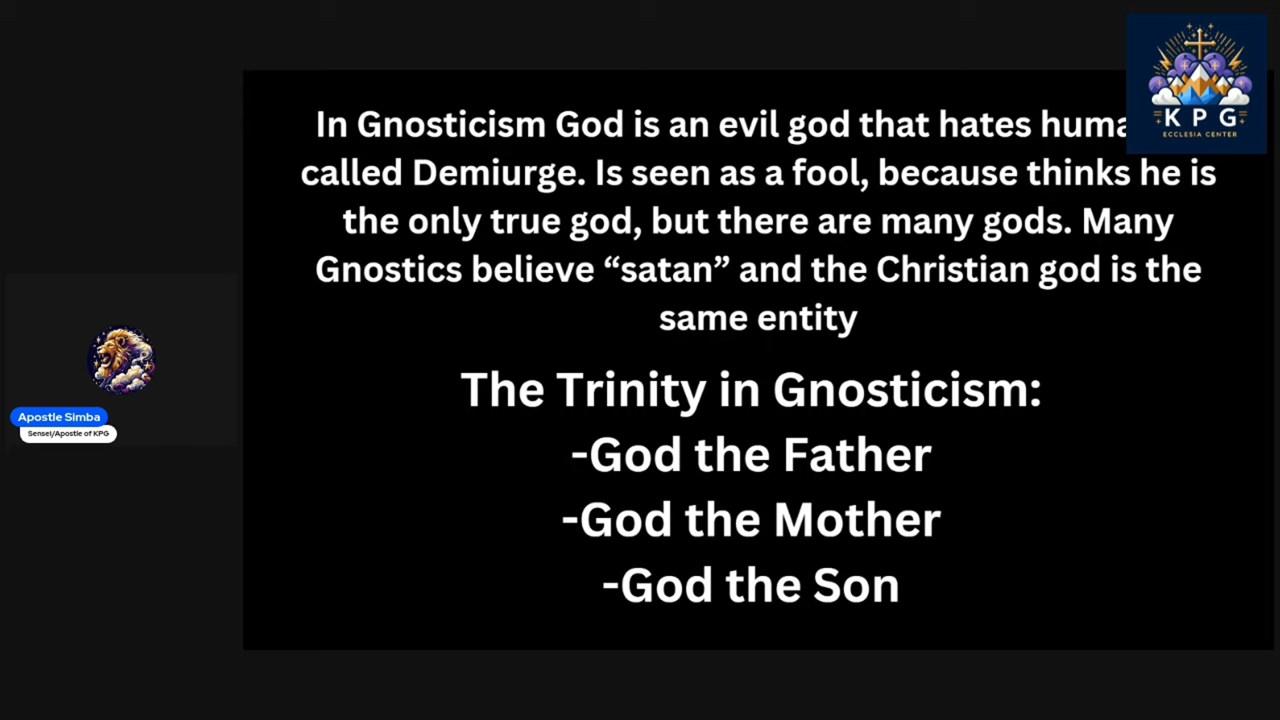 In Gnosticism God is an evil god that hates
called Demiurge. Is seen as a fool, because thinks he is
the only true god, but there are many gods. Many
Gnostics believe “satan” and the Christian god is the
same entity
The Trinity in Gnosticism:
-God the Father
-God the Mother
-God the Son
KPG
ECCLESIA CENTER
Apostle Simba
Sensei/Apostle of KPG